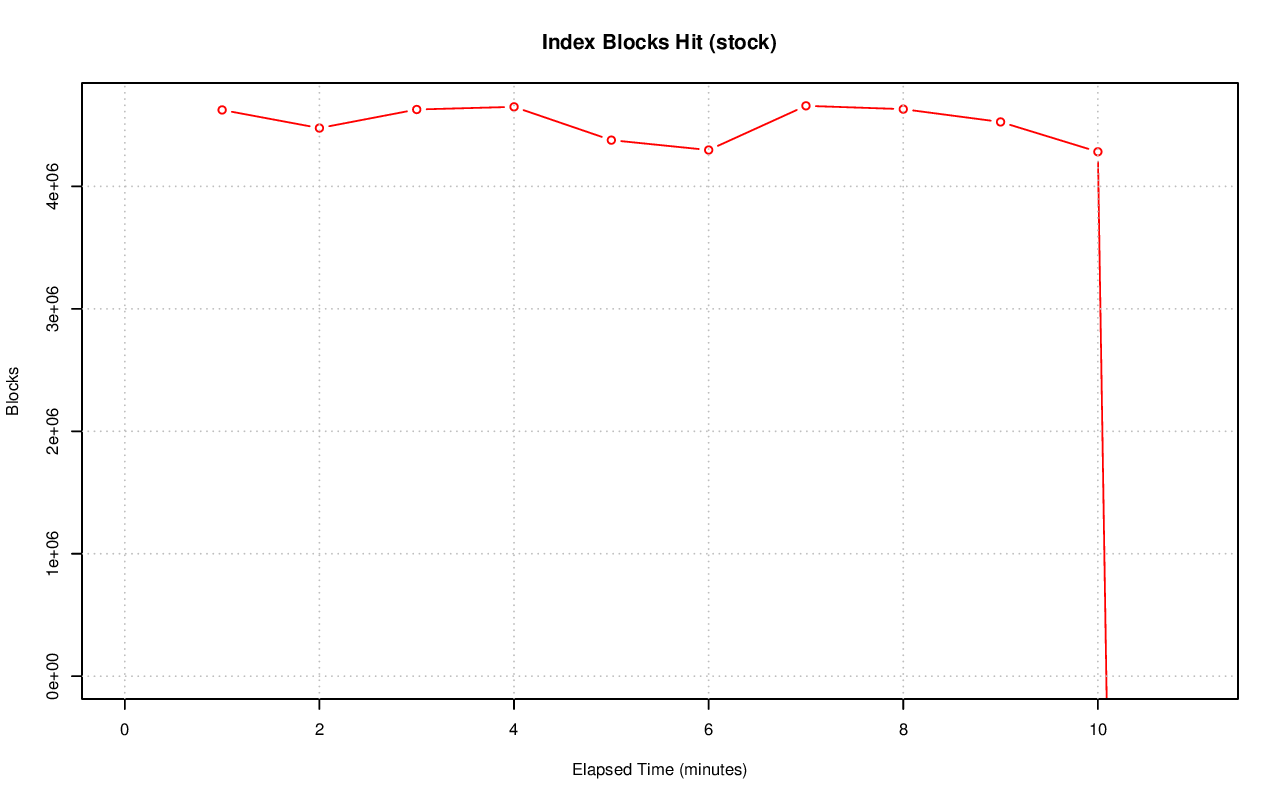 Index Blocks Hit (stock)
Blocks
4e+06
3e+06
2e+06
1e+06
0e+00
0 2 4 6 8 10
Elapsed Time (minutes)